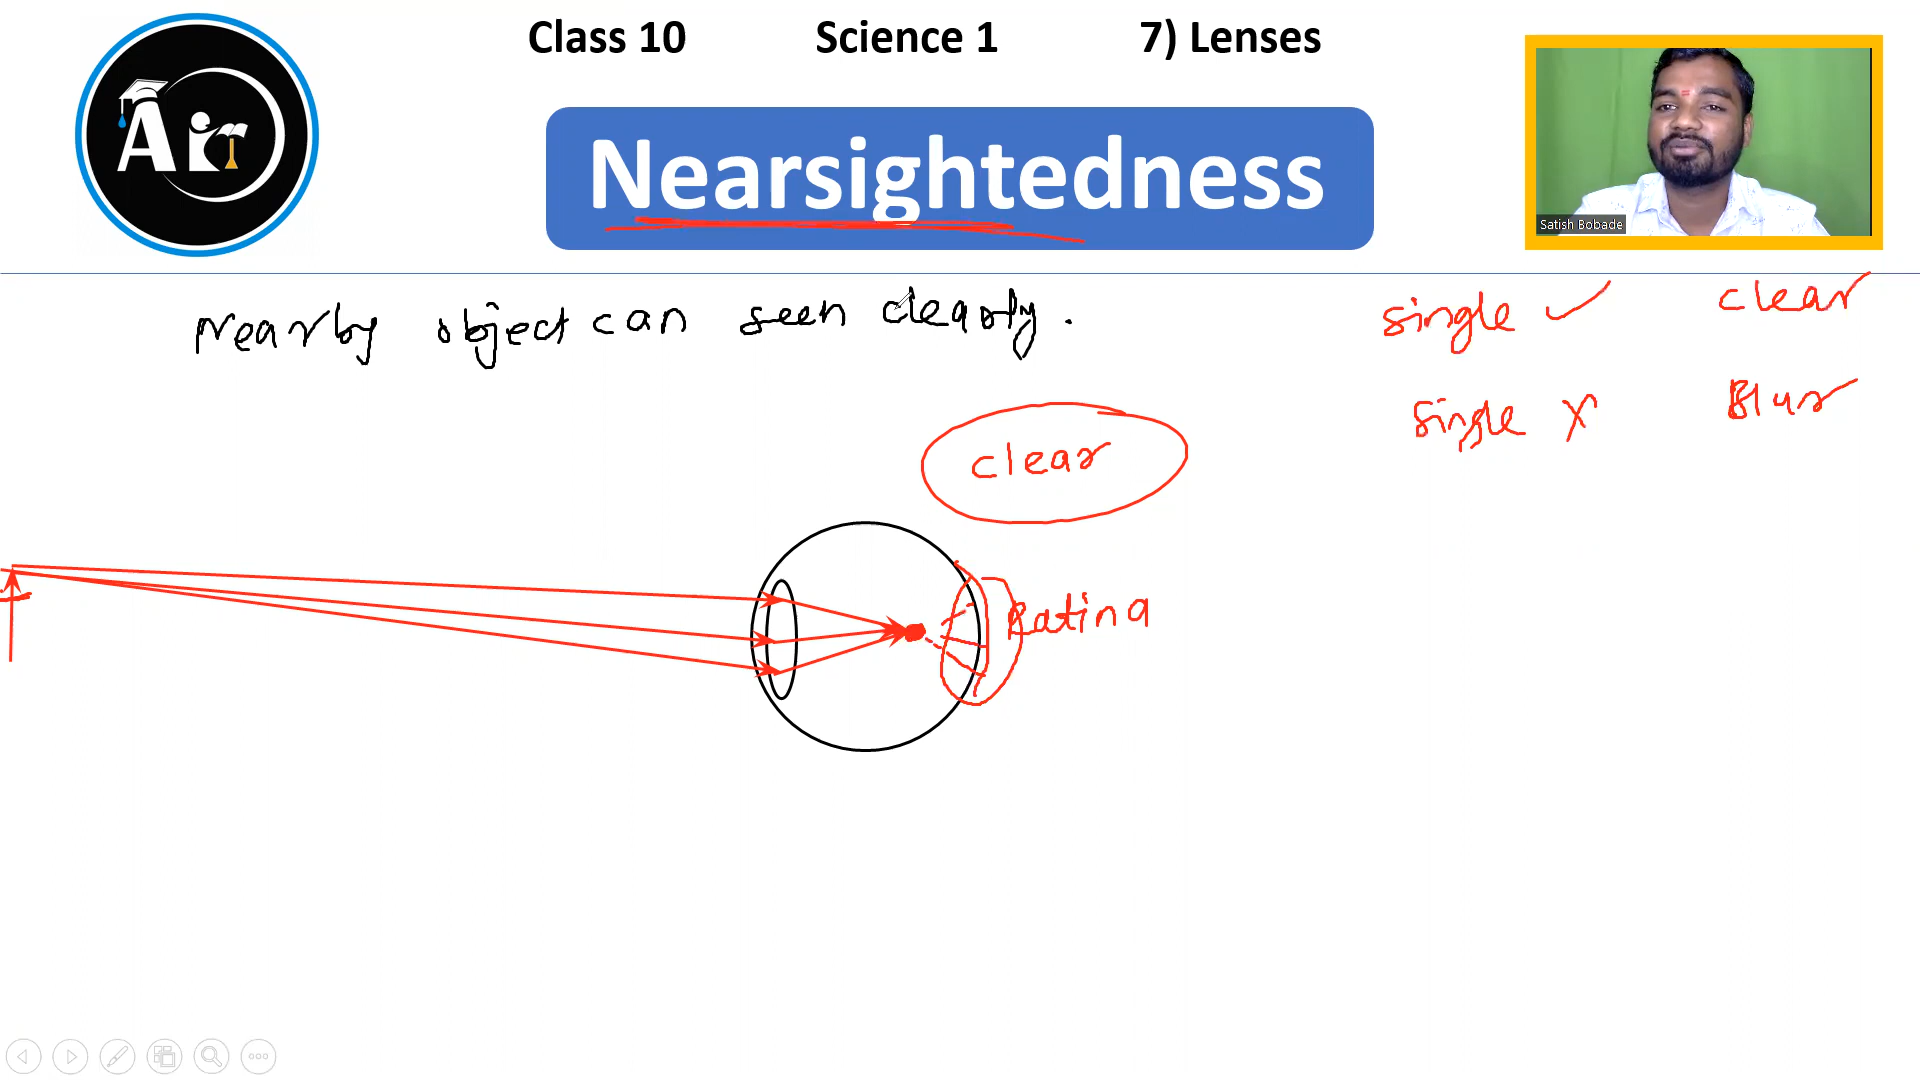 Class 10 Science 1 7) Lenses
Air
Nearsightedness
Satish Bobade
Nearby object can seen clearly.
single ✓ clear
single X Blur
clear
Ratina